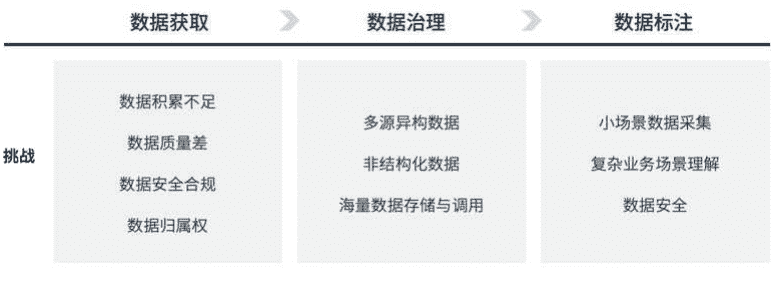 数据获取
数据治理
数据标注
挑战
数据积累不足
数据质量差
数据安全合规
数据归属权
多源异构数据
非结构化数据
海量数据存储与调用
小场景数据采集
复杂业务场景理解
数据安全